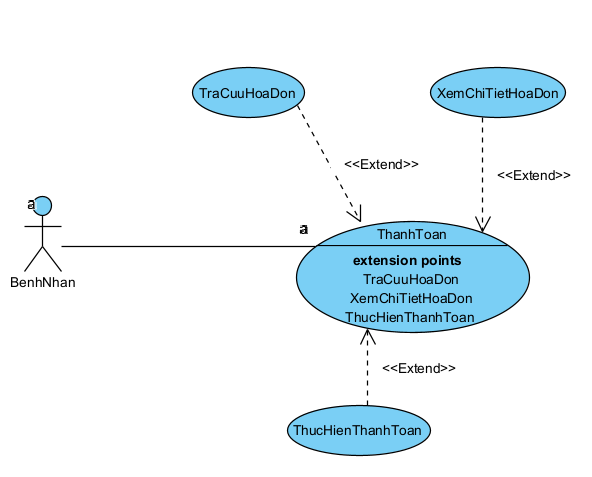 TraCuuHoaDon
XemChiTietHoaDon
<<Extend>>
<<Extend>>
a
a
BenhNhan
ThanhToan
extension points
TraCuuHoaDon
XemChiTietHoaDon
ThucHienThanhToan
<<Extend>>
ThucHienThanhToan